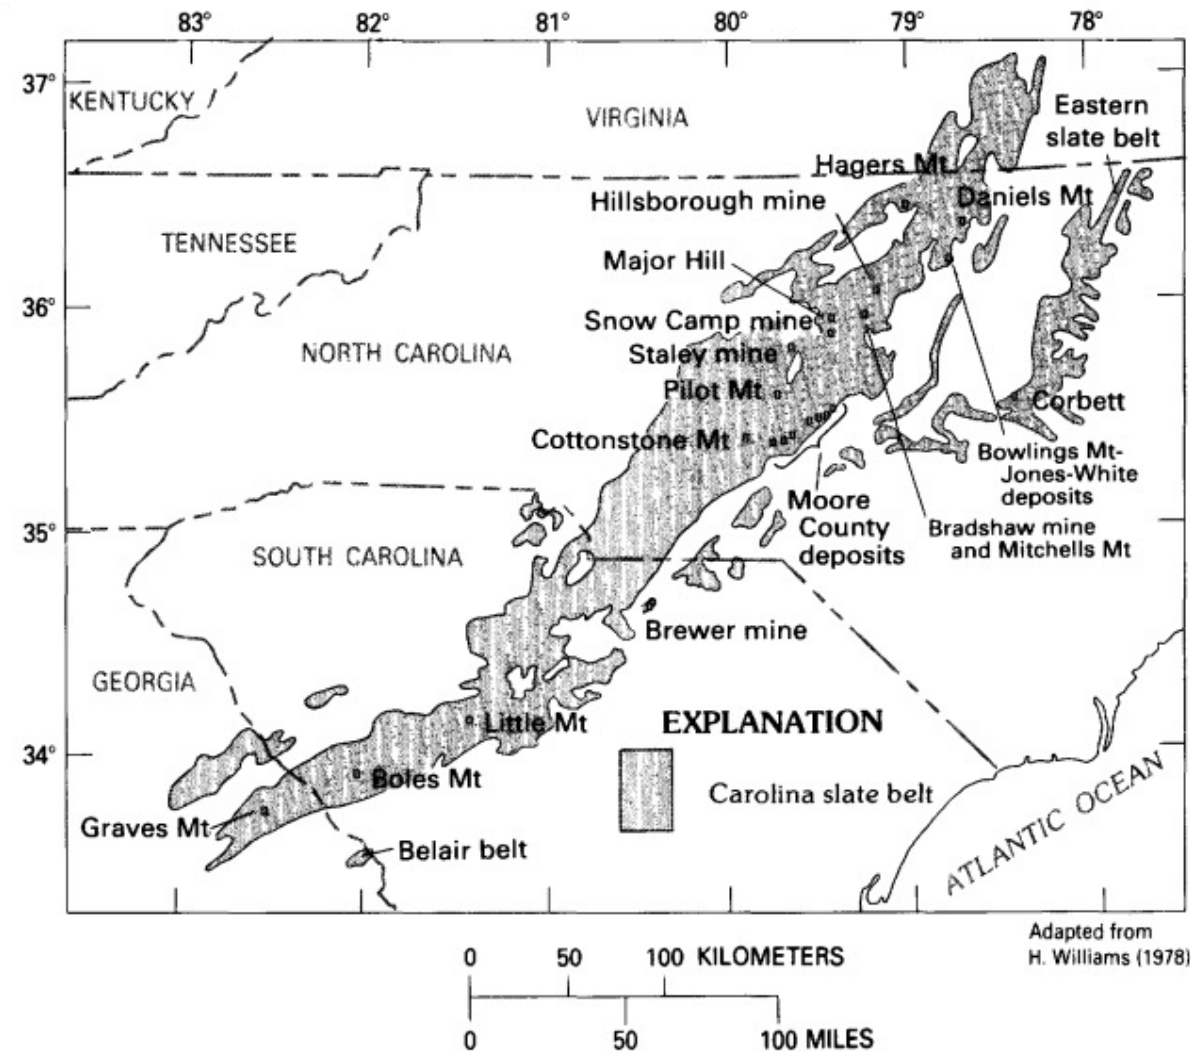 83° 82° 81° 80° 79° 78°
37°
KENTUCKY
VIRGINIA
Eastern
slate belt
Hagers Mt
Daniels Mt
Hillsborough mine
TENNESSEE
Major Hill
36°
Snow Camp mine
NORTH CAROLINA
Staley mine
Pilot Mt
Corbett
Cottonstone Mt
Bowlings Mt-
Jones-White
deposits
Moore
County
deposits
Bradshaw mine
and Mitchells Mt
35°
SOUTH CAROLINA
Brewer mine
GEORGIA
Little Mt
EXPLANATION
34°
Boles Mt
Carolina slate belt
ATLANTIC OCEAN
Graves Mt
Belair belt
Adapted from
H. Williams (1978)
0 50 100 KILOMETERS
0 50 100 MILES